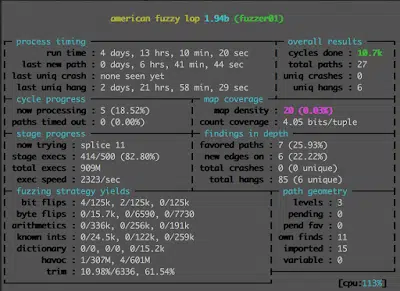 american fuzzy lop 1.94b (fuzzer01)
process timing overall results
run time : 4 days, 13 hrs, 10 min, 20 sec cycles done : 10.7k
last new path : 0 days, 6 hrs, 41 min, 44 sec total paths : 27
last uniq crash : none seen yet uniq crashes : 0
last uniq hang : 2 days, 21 hrs, 58 min, 29 sec uniq hangs : 6
cycle progress map coverage
now processing : 5 (18.52%) map density : 20 (0.03%)
paths timed out : 0 (0.00%) count coverage : 4.05 bits/tuple
stage progress findings in depth
now trying : splice 11 favored paths : 7 (25.93%)
stage execs : 414/500 (82.80%) new edges on : 6 (22.22%)
total execs : 909M total crashes : 0 (0 unique)
exec speed : 2323/sec total hangs : 85 (6 unique)
fuzzing strategy yields path geometry
bit flips : 4/125k, 2/125k, 0/125k levels : 3
byte flips : 0/15.7k, 0/6590, 0/7730 pending : 0
arithmetics : 0/336k, 0/256k, 0/191k pend fav : 0
known ints : 0/24.5k, 0/122k, 0/259k own finds : 11
dictionary : 0/0, 0/0, 0/15.2k imported : 15
havoc : 1/307M, 4/601M variable : 0
trim : 10.98%/6336, 61.54%
[cpu:113%]